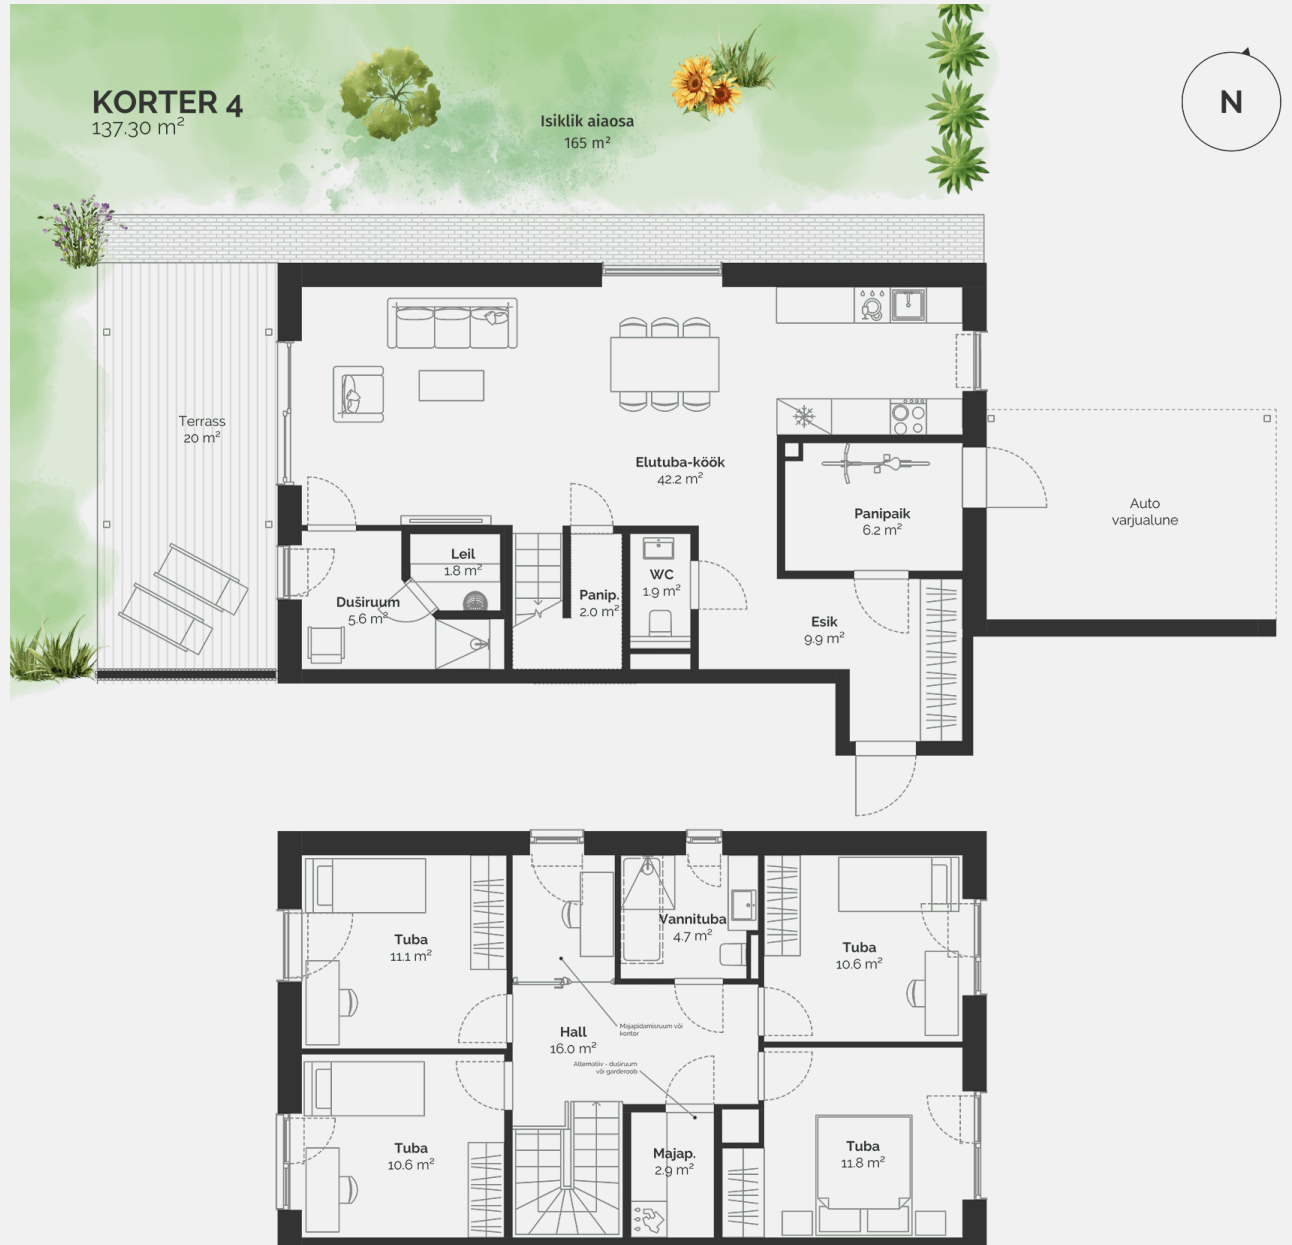 KORTER 4
137.30 m²
Isiklik aiaosa
165 m²
N
Terrass
20 m²
Elutuba-köök
42.2 m²
Panipaik
6.2 m²
Auto
varjualune
Leil
1.8 m²
Duširuum
5.6 m²
Panip.
2.0 m²
WC
1.9 m²
Esik
9.9 m²
Tuba
11.1 m²
Vannituba
4.7 m²
Tuba
10.6 m²
Hall
16.0 m²
Majapidamisruum või
kontor
Alternatiiv - duširuum
või garderoob
Tuba
10.6 m²
Majap.
2.9 m²
Tuba
11.8 m²